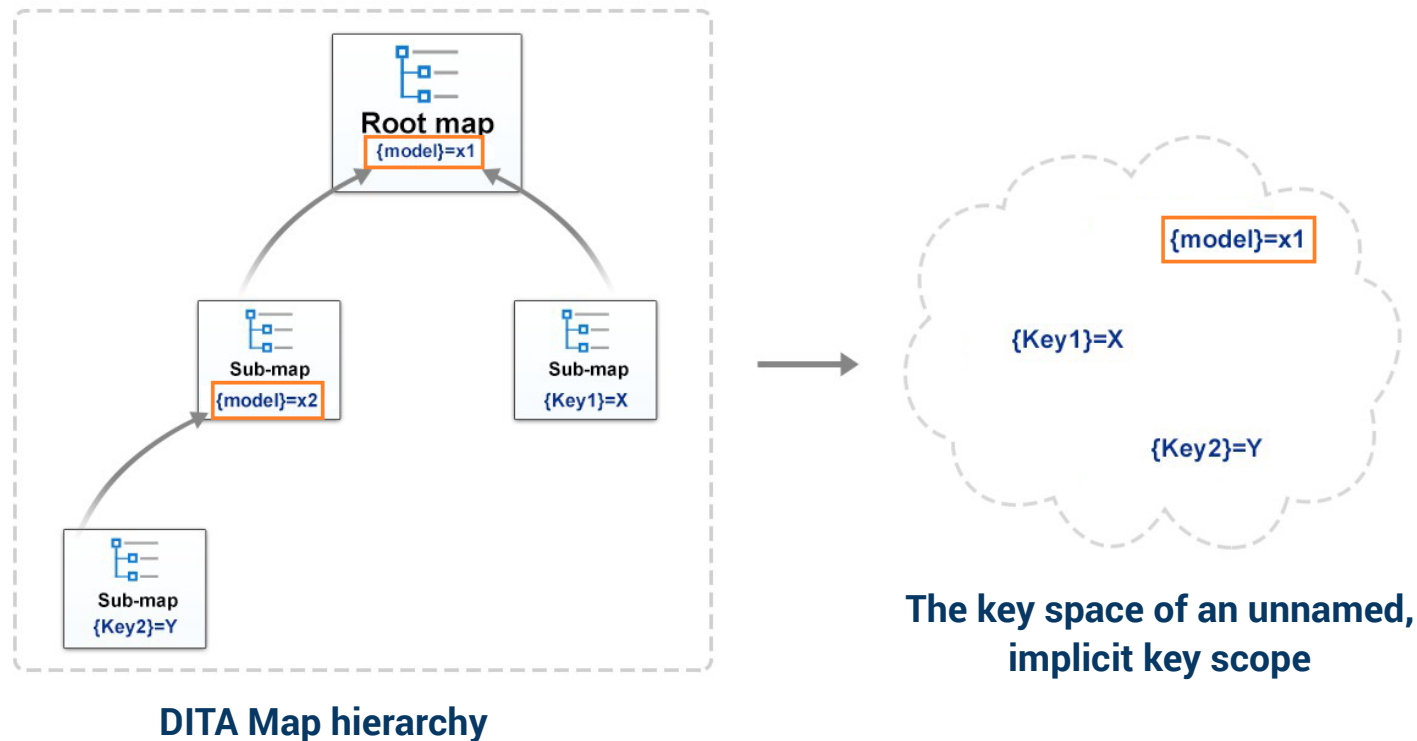 Root map
{model}=x1
Sub-map
{model}=x2
Sub-map
{Key1}=X
Sub-map
{Key2}=Y
DITA Map hierarchy
{model}=x1
{Key1}=X
{Key2}=Y
The key space of an unnamed,
implicit key scope